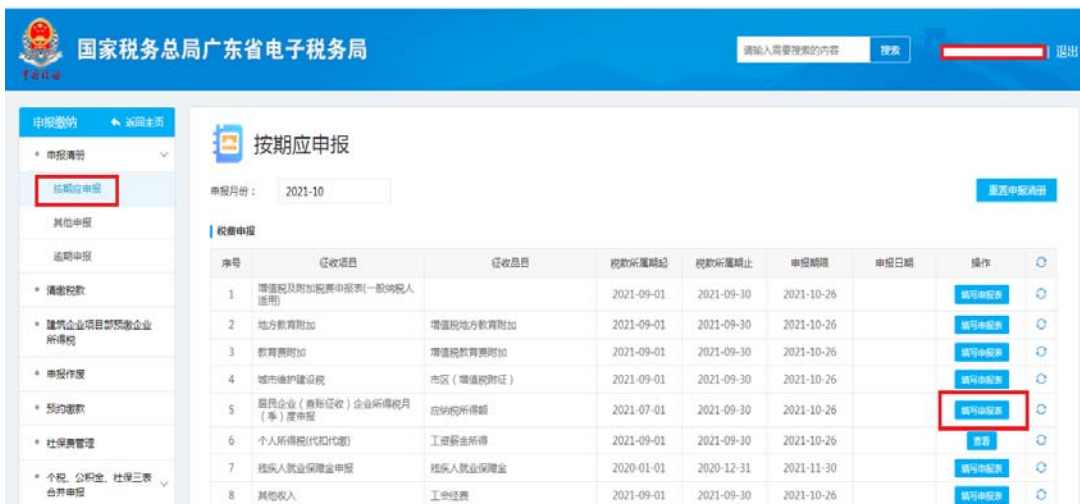 国家税务总局广东省电子税务局
请输入需要搜索的内容 搜索 退出
中国税务
申报缴纳 返回主页
申报清册
按期应申报
其他申报
逾期申报
清缴税款
建筑企业项目部预缴企业
所得税
申报作废
预约缴款
社保费管理
个税、公积金、社保三表
合并申报
按期应申报
申报月份： 2021-10 重置申报清册
税费申报
序号 征收项目 征收品目 税款所属期起 税款所属期止 申报期限 申报日期 操作
1 增值税及附加税费申报表(一般纳税人
适用) 2021-09-01 2021-09-30 2021-10-26 填写申报表
2 地方教育附加 增值税地方教育附加 2021-09-01 2021-09-30 2021-10-26 填写申报表
3 教育费附加 增值税教育费附加 2021-09-01 2021-09-30 2021-10-26 填写申报表
4 城市维护建设税 市区（增值税附征） 2021-09-01 2021-09-30 2021-10-26 填写申报表
5 居民企业（查账征收）企业所得税月
（季）度申报 应纳税所得额 2021-07-01 2021-09-30 2021-10-26 填写申报表
6 个人所得税(代扣代缴) 工资薪金所得 2021-09-01 2021-09-30 2021-10-26 查看
7 残疾人就业保障金申报 残疾人就业保障金 2020-01-01 2020-12-31 2021-11-30 填写申报表
8 其他收入 工会经费 2021-09-01 2021-09-30 2021-10-26 填写申报表